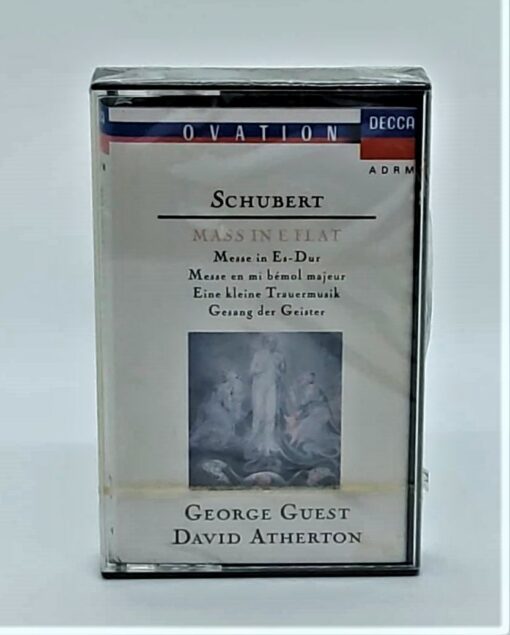 OVATION
DECCA
ADRM
SCHUBERT
MASS IN E FLAT
Messe in Es-Dur
Messe en mi bémol majeur
Eine kleine Trauermusik
Gesang der Geister
GEORGE GUEST
DAVID ATHERTON